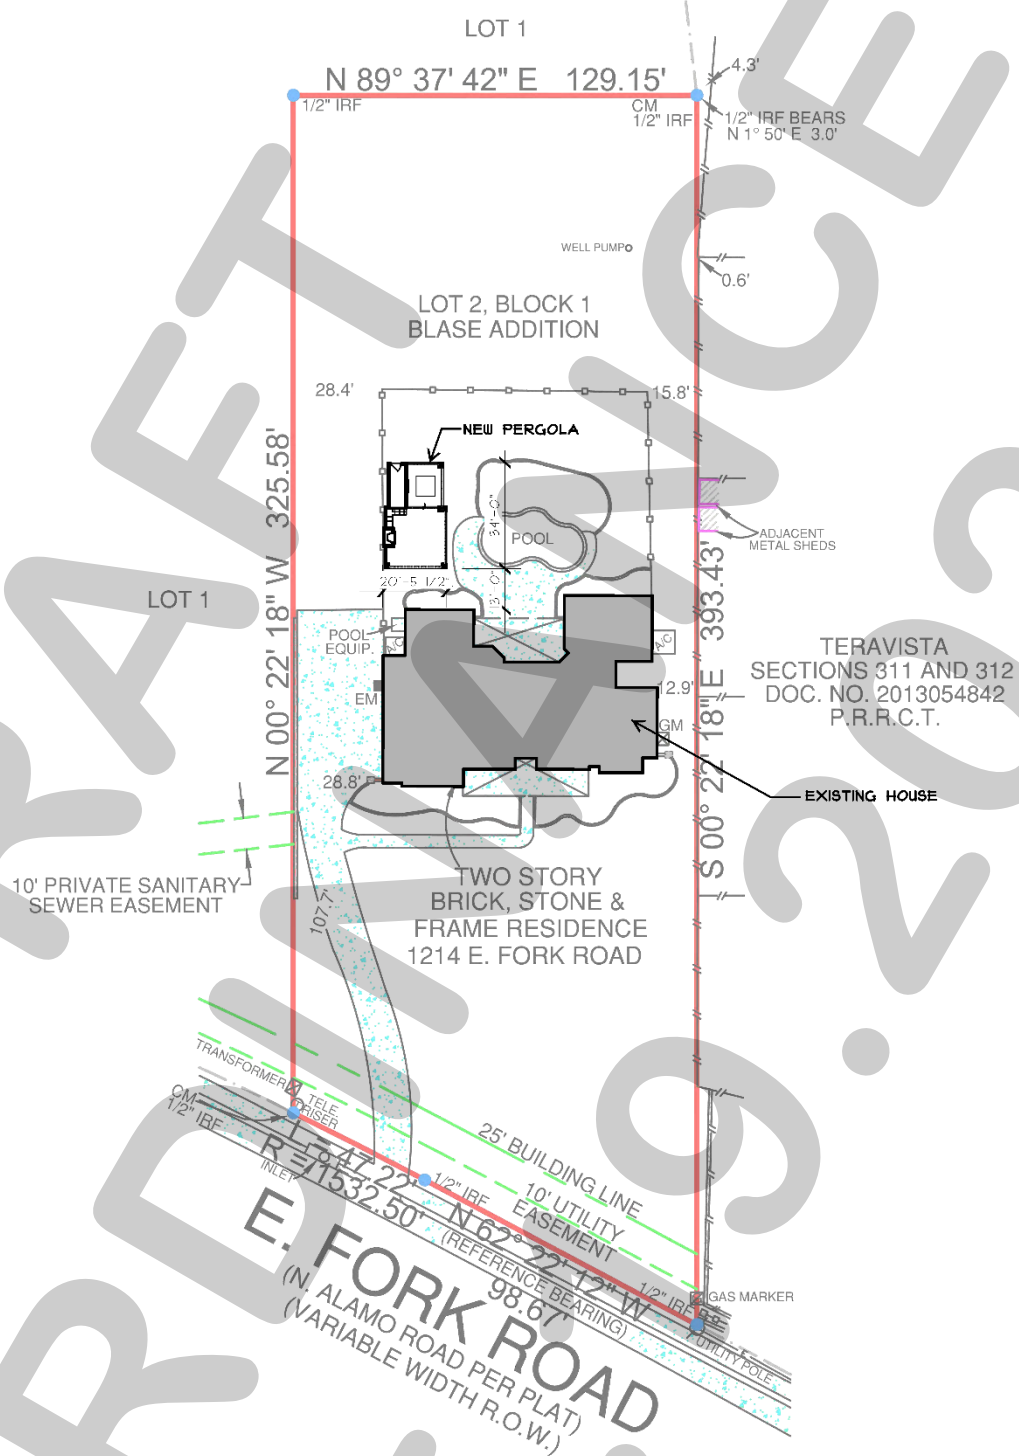 LOT 1
N 89° 37' 42" E 129.15'
4.3'
1/2" IRF
CM
1/2" IRF
1/2" IRF BEARS
N 1° 50' E 3.0'
WELL PUMP
0.6'
LOT 2, BLOCK 1
BLASE ADDITION
28.4'
15.8'
NEW PERGOLA
N 00° 22' 18" W 325.58'
34'-0"
POOL
ADJACENT
METAL SHEDS
20'-5 1/2"
13'-0"
LOT 1
POOL
EQUIP.
A/C
A/C
S 00° 22' 18" E 393.43'
TERAVISTA
SECTIONS 311 AND 312
DOC. NO. 2013054842
P.R.R.C.T.
EM
12.9'
GM
28.8'
EXISTING HOUSE
10' PRIVATE SANITARY
SEWER EASEMENT
TWO STORY
BRICK, STONE &
FRAME RESIDENCE
1214 E. FORK ROAD
107.7'
TRANSFORMER
TELE.
RISER
CM
1/2" IRF
INLET
L = 47.22'
R = 1532.50'
1/2" IRF
25' BUILDING LINE
10' UTILITY
EASEMENT
N 62° 22' 12" W
(REFERENCE BEARING)
98.67'
1/2" IRF
GAS MARKER
UTILITY POLE
E. FORK ROAD
(N. ALAMO ROAD PER PLAT)
(VARIABLE WIDTH R.O.W.)